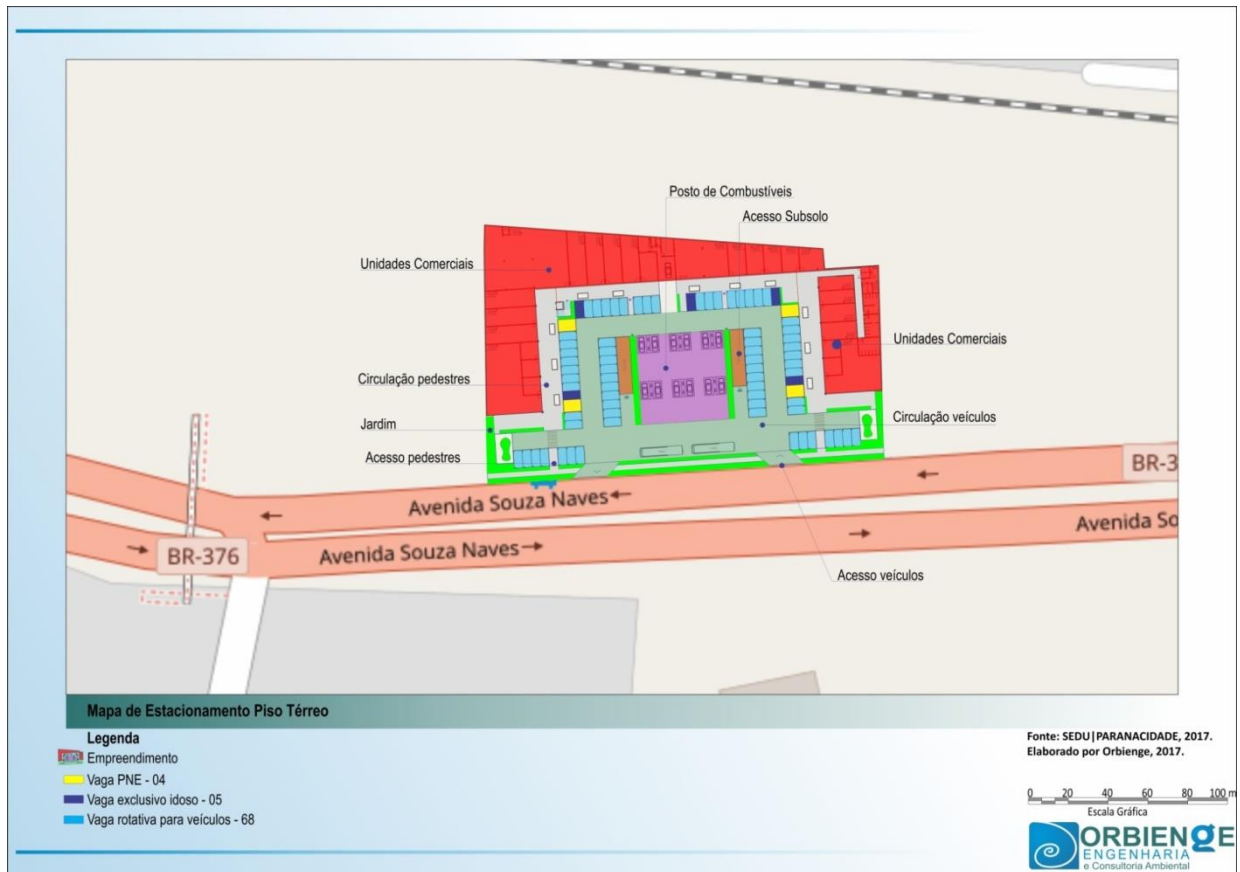 Posto de Combustíveis
Acesso Subsolo
Unidades Comerciais
Unidades Comerciais
Circulação pedestres
Circulação veículos
Jardim
Acesso pedestres
BR-3
Avenida Souza Naves
Avenida So
BR-376
Avenida Souza Naves
Acesso veículos
Mapa de Estacionamento Piso Térreo
Legenda
Empreendimento
Vaga PNE - 04
Vaga exclusivo idoso - 05
Vaga rotativa para veículos - 68
Fonte: SEDU|PARANACIDADE, 2017.
Elaborado por Orbienge, 2017.
0 20 40 60 80 100 m
Escala Gráfica
ORBIENGE
ENGENHARIA
e Consultoria Ambiental